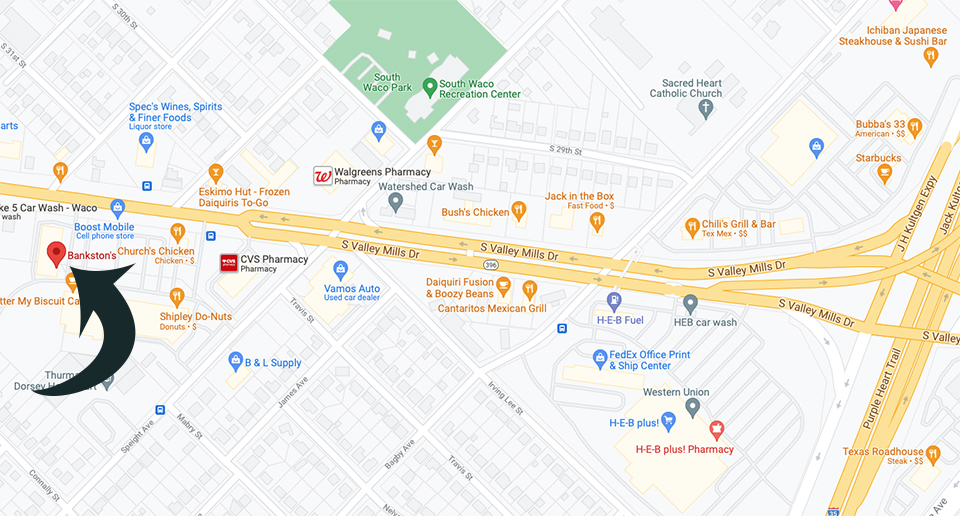 S 30th St
S 31st St
South
Waco Park
South Waco
Recreation Center
Ichiban Japanese
Steakhouse & Sushi Bar
Sacred Heart
Catholic Church
Spec's Wines, Spirits
& Finer Foods
Liquor store
arts
Bubba's 33
American • $$
S 29th St
Starbucks
Walgreens Pharmacy
Pharmacy
Watershed Car Wash
Eskimo Hut - Frozen
Daiquiris To-Go
Jack in the Box
Fast Food • $
ke 5 Car Wash - Waco
wash
Bush's Chicken
Boost Mobile
Cell phone store
Chili's Grill & Bar
Tex Mex • $$
J H Kultgen Expy
Jack Kultg
S Valley Mills Dr
S Valley Mills Dr
S Valley Mills Dr
S Valley Mills Dr
S Valley
396
Bankston's
Church's Chicken
Chicken • $
CVS Pharmacy
Pharmacy
Vamos Auto
Used car dealer
Daiquiri Fusion
& Boozy Beans
Cantaritos Mexican Grill
tter My Biscuit Ca
Shipley Do-Nuts
Donuts • $
Travis St
H-E-B Fuel
HEB car wash
B & L Supply
FedEx Office Print
& Ship Center
Purple Heart Trail
Thurm
Dorsey H
James Ave
Irving Lee St
Western Union
H-E-B plus!
H-E-B plus! Pharmacy
Speight Ave
Mabry St
Bagby Ave
Travis St
Texas Roadhouse
Steak • $$
Connally St
35